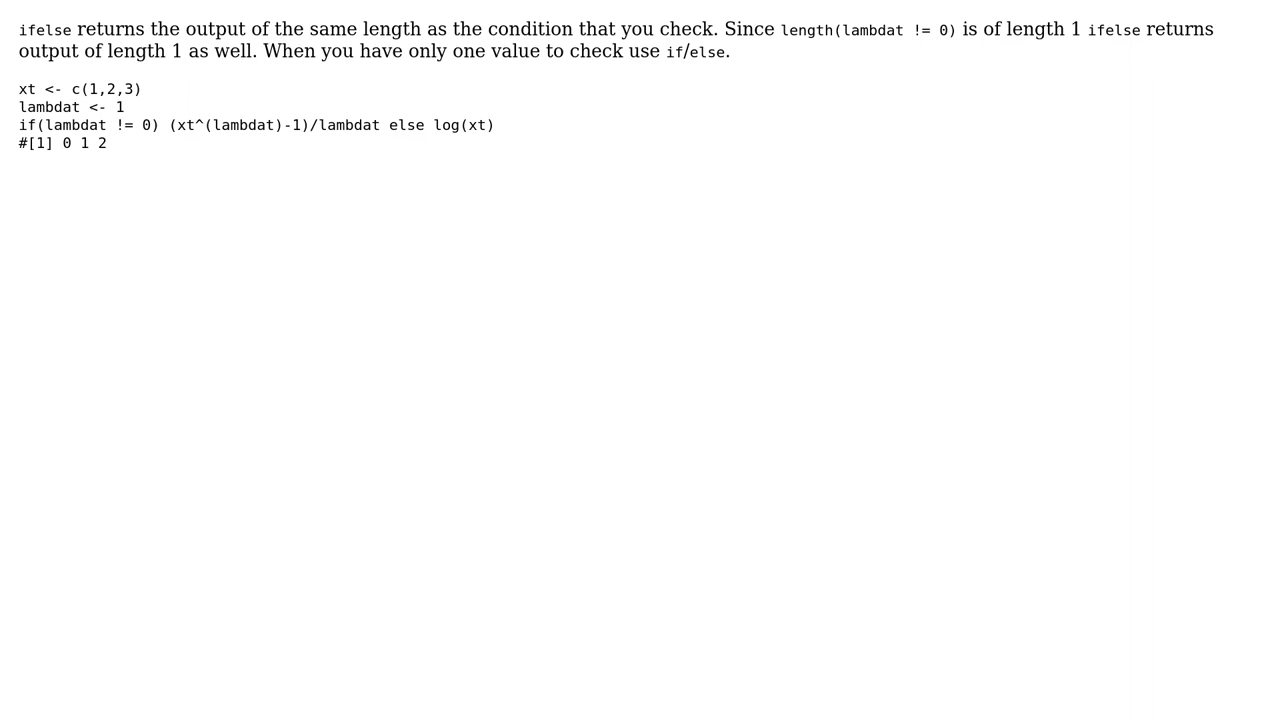 ifelse returns the output of the same length as the condition that you check. Since length(lambdat != 0) is of length 1 ifelse returns
output of length 1 as well. When you have only one value to check use if/else.
xt <- c(1,2,3)
lambdat <- 1
if(lambdat != 0) (xt^(lambdat)-1)/lambdat else log(xt)
#[1] 0 1 2